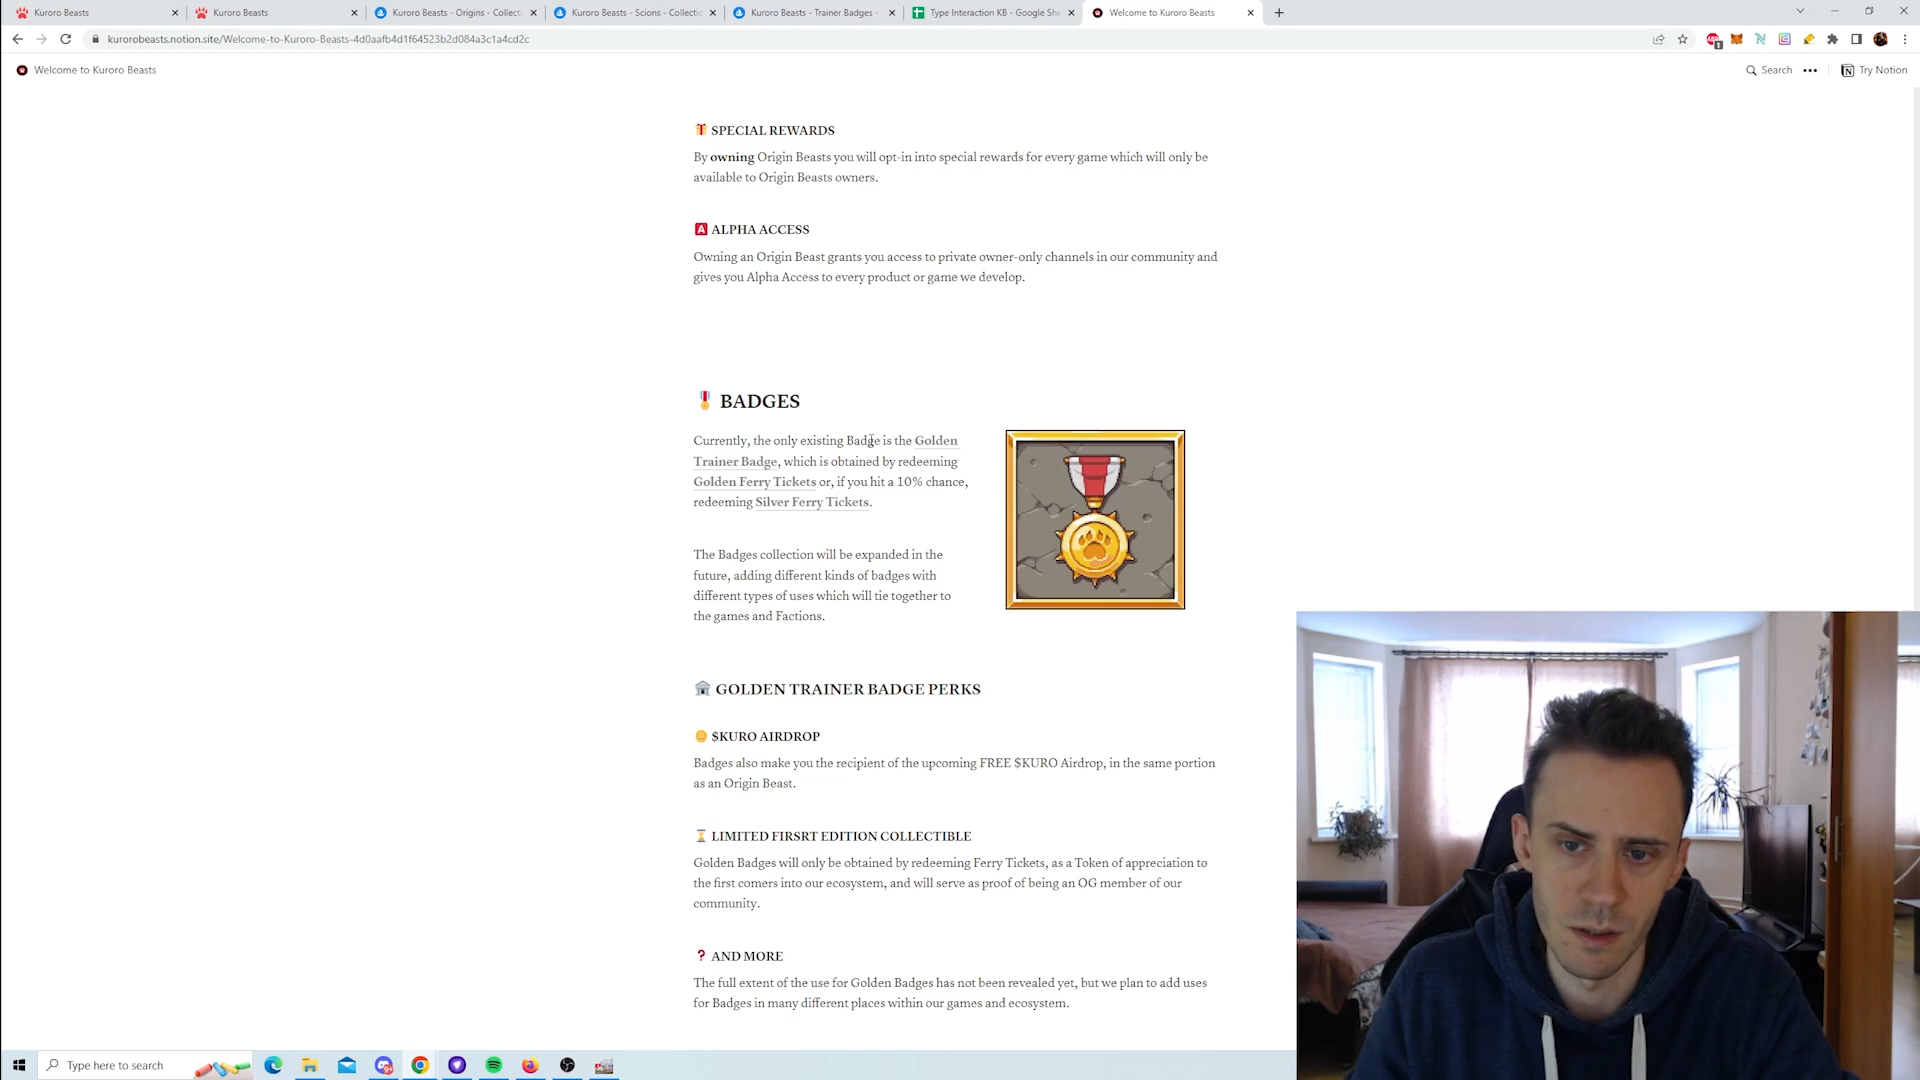 Kuroro Beasts
Kuroro Beasts
Kuroro Beasts - Origins - Collecti
Kuroro Beasts - Scions - Collectio
Kuroro Beasts - Trainer Badges -
Type Interaction KB - Google She
Welcome to Kuroro Beasts
kurorobeasts.notion.site/Welcome-to-Kuroro-Beasts-4d0aafb4d1f64523b2d084a3c1a4cd2c
Welcome to Kuroro Beasts
Search
Try Notion
SPECIAL REWARDS
By owning Origin Beasts you will opt-in into special rewards for every game which will only be
available to Origin Beasts owners.
ALPHA ACCESS
Owning an Origin Beast grants you access to private owner-only channels in our community and
gives you Alpha Access to every product or game we develop.
BADGES
Currently, the only existing Badge is the Golden
Trainer Badge, which is obtained by redeeming
Golden Ferry Tickets or, if you hit a 10% chance,
redeeming Silver Ferry Tickets.
The Badges collection will be expanded in the
future, adding different kinds of badges with
different types of uses which will tie together to
the games and Factions.
GOLDEN TRAINER BADGE PERKS
$KURO AIRDROP
Badges also make you the recipient of the upcoming FREE $KURO Airdrop, in the same portion
as an Origin Beast.
LIMITED FIRSRT EDITION COLLECTIBLE
Golden Badges will only be obtained by redeeming Ferry Tickets, as a Token of appreciation to
the first comers into our ecosystem, and will serve as proof of being an OG member of our
community.
AND MORE
The full extent of the use for Golden Badges has not been revealed yet, but we plan to add uses
for Badges in many different places within our games and ecosystem.
Type here to search